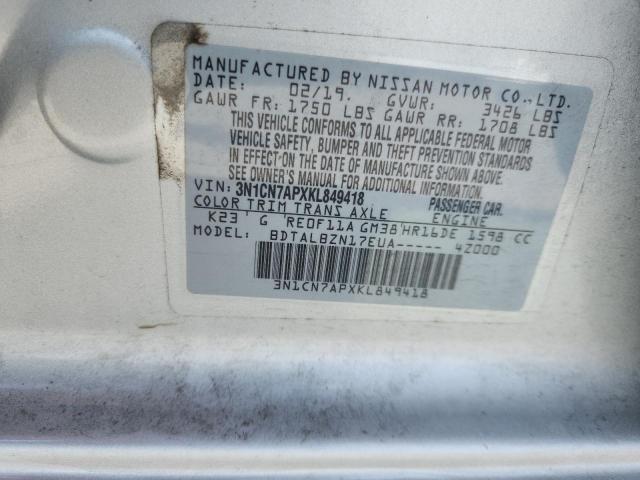 MANUFACTURED BY NISSAN MOTOR CO., LTD.
DATE: 02/19. GVWR: 3426 LBS
GAWR FR: 1750 LBS GAWR RR: 1708 LBS
THIS VEHICLE CONFORMS TO ALL APPLICABLE FEDERAL MOTOR
VEHICLE SAFETY, BUMPER AND THEFT PREVENTION STANDARDS
IN EFFECT ON THE DATE OF MANUFACTURE SHOWN ABOVE.
SEE OWNER'S MANUAL FOR ADDITIONAL INFORMATION.
VIN: 3N1CN7APXKL849418 PASSENGER CAR.
COLOR TRIM TRANS AXLE ENGINE
K23 ' G ' RE0F11A GM38'HR16DE 1598 CC
MODEL: BDTALBZN17EUA----- 4Z000
3N1CN7APXKL849418